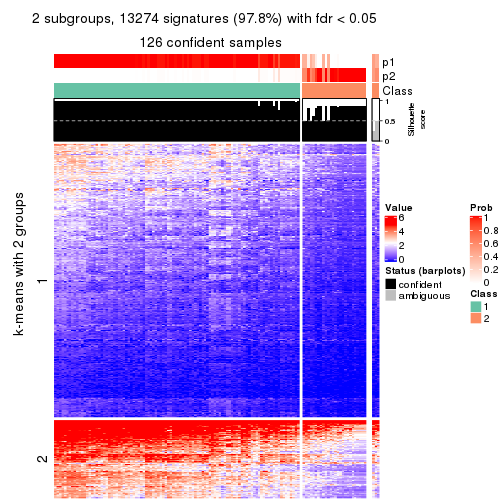 2 subgroups, 13274 signatures (97.8%) with fdr < 0.05
126 confident samples
p1
p2
Class
1
0.5
0
Silhouette
score
k-means with 2 groups
1
2
Value
6
4
2
0
Status (barplots)
confident
ambiguous
Prob
1
0.8
0.6
0.4
0.2
0
Class
1
2